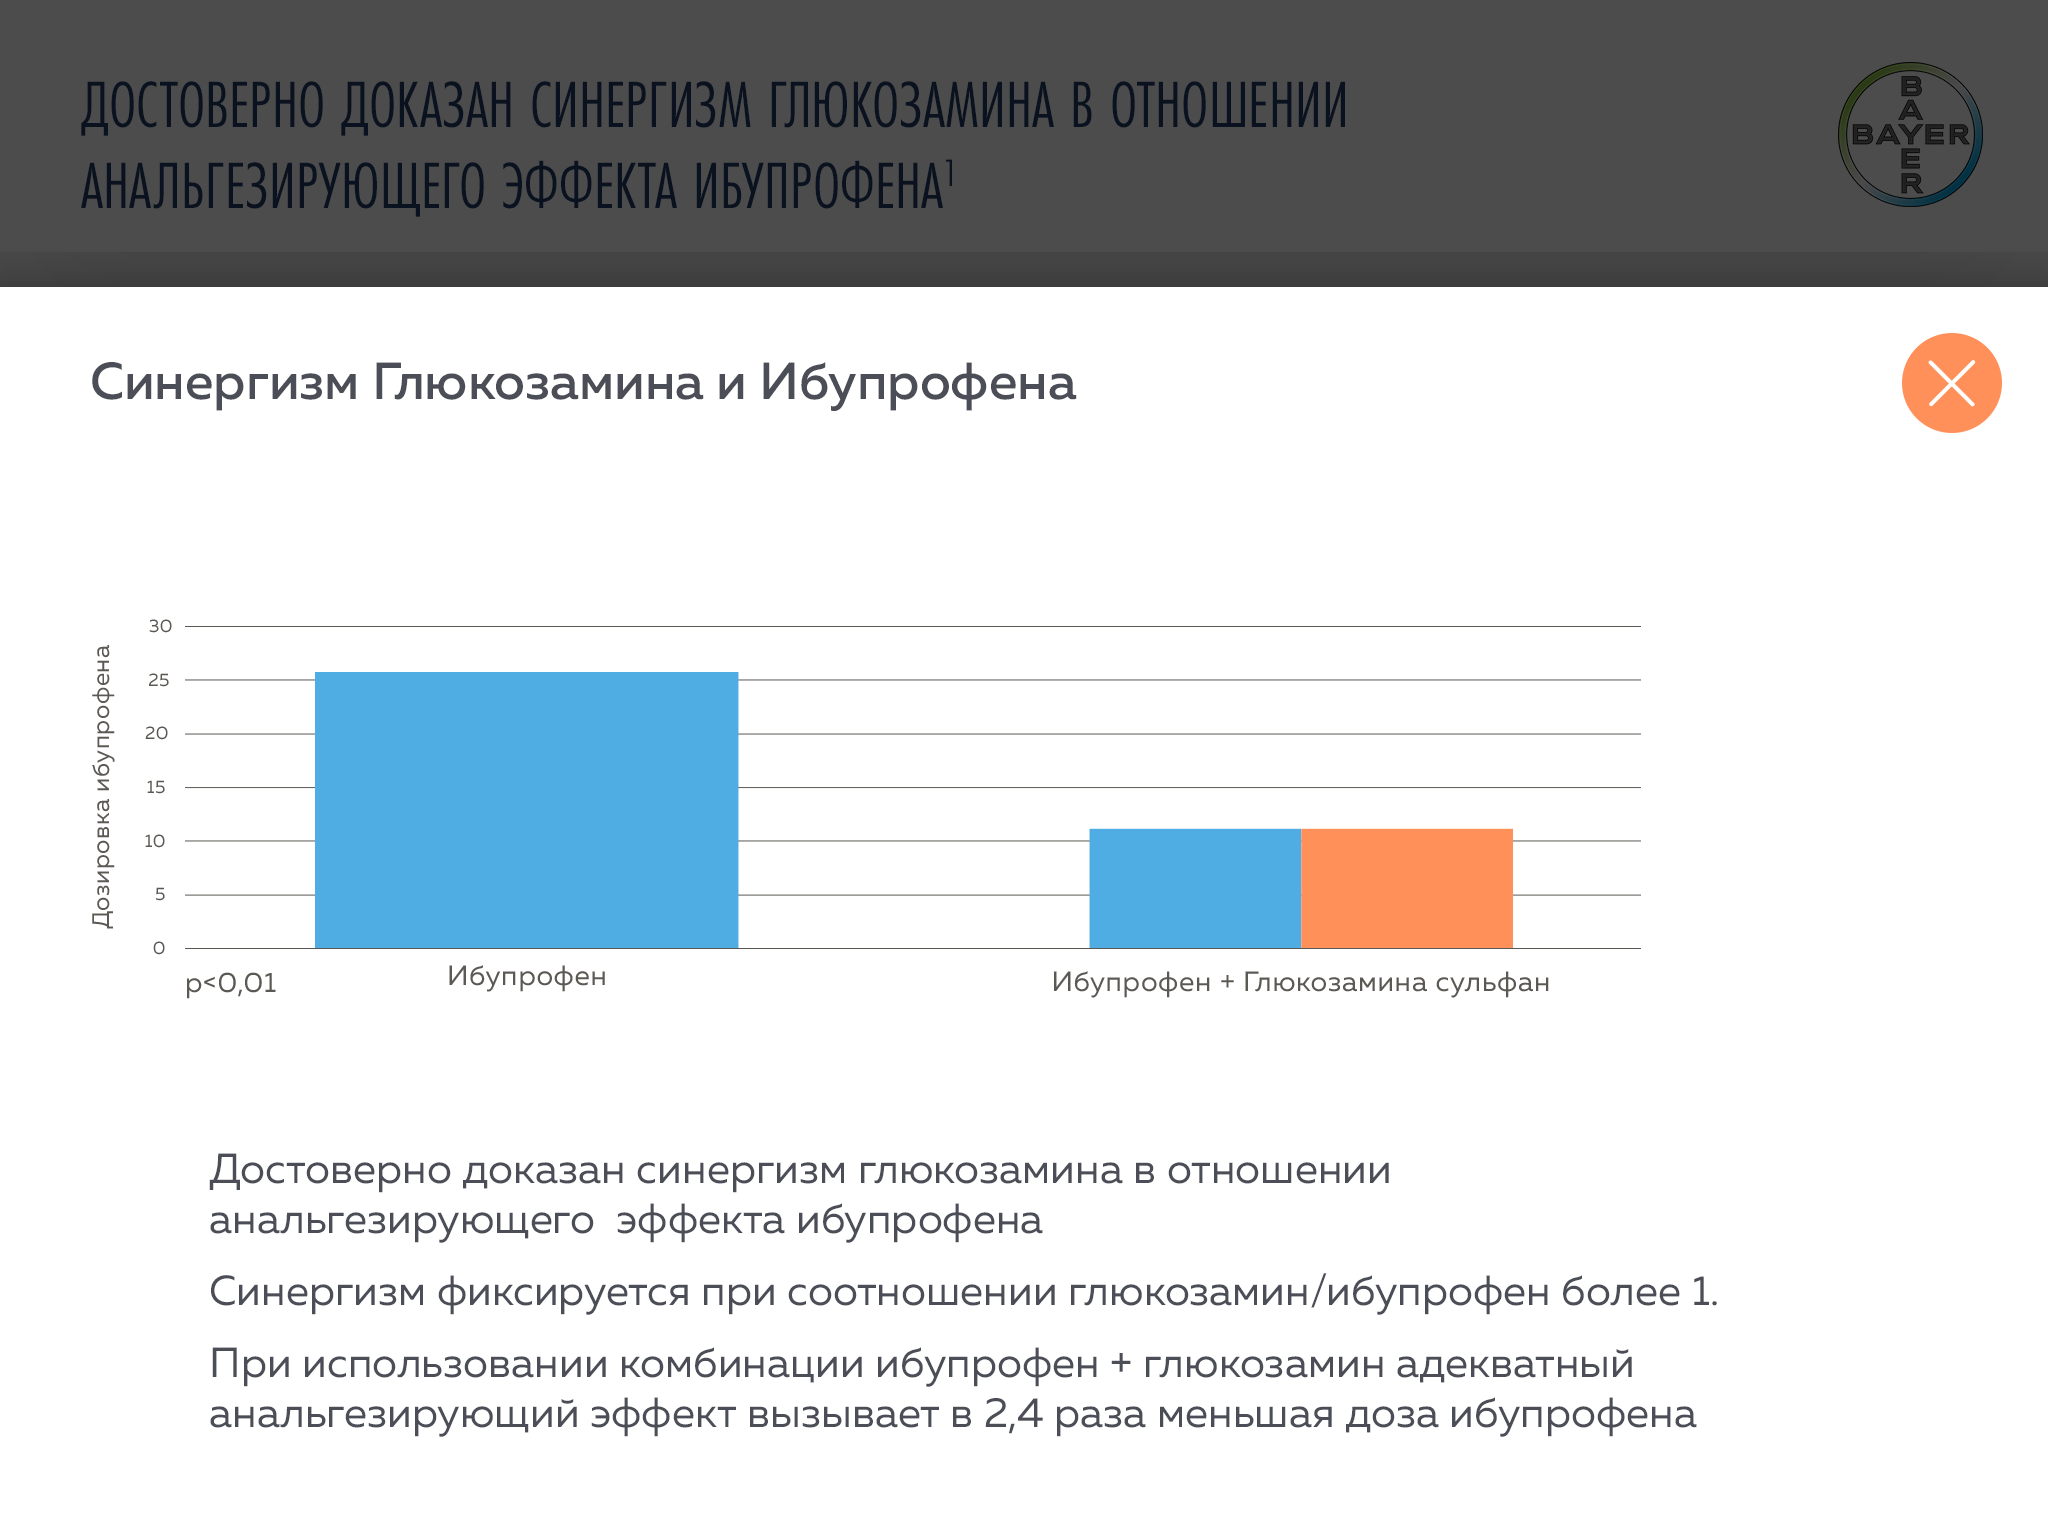 ДОСТОВЕРНО ДОКАЗАН СИНЕРГИЗМ ГЛЮКОЗАМИНА В ОТНОШЕНИИ
АНАЛЬГЕЗИРУЮЩЕГО ЭФФЕКТА ИБУПРОФЕНА¹
BAYER
BAYER
Синергизм Глюкозамина и Ибупрофена
Дозировка ибупрофена
30
25
20
15
10
5
0
p<0,01
Ибупрофен
Ибупрофен + Глюкозамина сульфан
Достоверно доказан синергизм глюкозамина в отношении
анальгезирующего эффекта ибупрофена
Синергизм фиксируется при соотношении глюкозамин/ибупрофен более 1.
При использовании комбинации ибупрофен + глюкозамин адекватный
анальгезирующий эффект вызывает в 2,4 раза меньшая доза ибупрофена